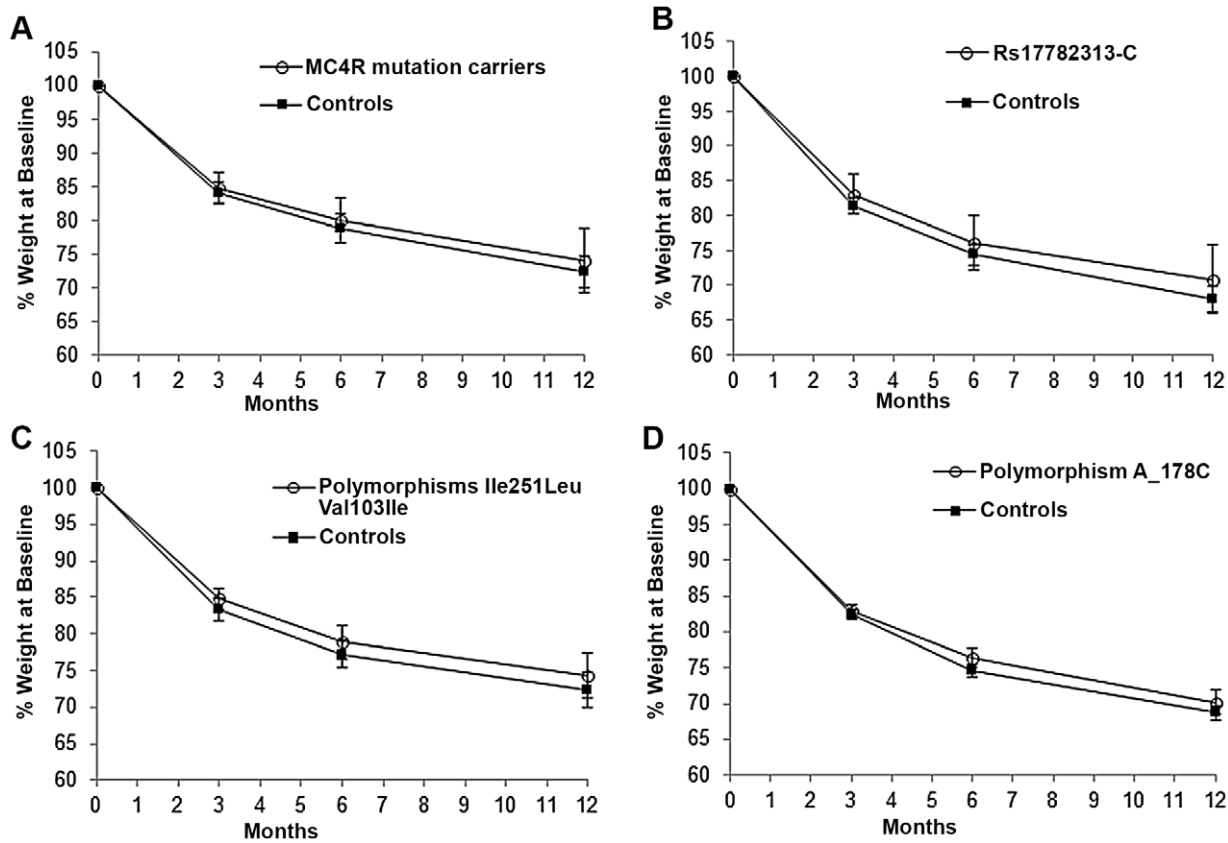 A
105
100
95
90
85
80
75
70
65
60
% Weight at Baseline
MC4R mutation carriers
Controls
0 1 2 3 4 5 6 7 8 9 10 11 12
Months
B
105
100
95
90
85
80
75
70
65
60
% Weight at Baseline
Rs17782313-C
Controls
0 1 2 3 4 5 6 7 8 9 10 11 12
Months
C
105
100
95
90
85
80
75
70
65
60
% Weight at Baseline
Polymorphisms Ile251Leu
Val103Ile
Controls
0 1 2 3 4 5 6 7 8 9 10 11 12
Months
D
105
100
95
90
85
80
75
70
65
60
% Weight at Baseline
Polymorphism A_178C
Controls
0 1 2 3 4 5 6 7 8 9 10 11 12
Months